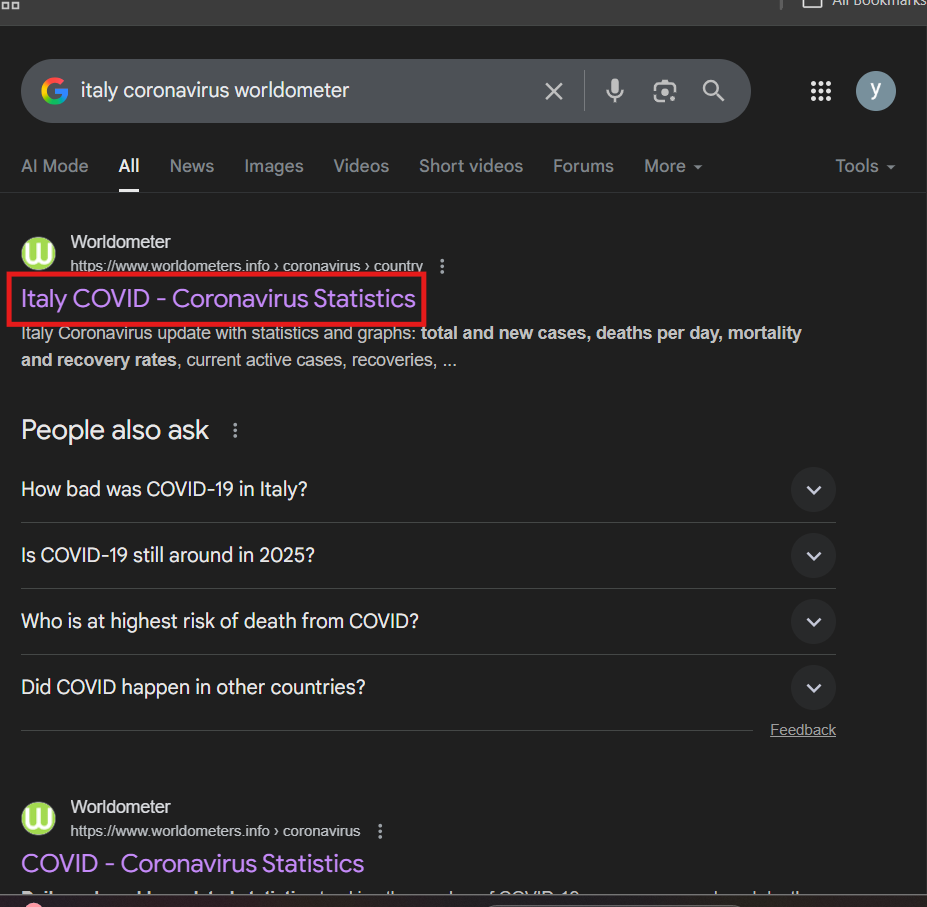 All Bookmarks
italy coronavirus worldometer
y
AI Mode All News Images Videos Short videos Forums More Tools
Worldometer
https://www.worldometers.info › coronavirus › country
Italy COVID - Coronavirus Statistics
Italy Coronavirus update with statistics and graphs: total and new cases, deaths per day, mortality
and recovery rates, current active cases, recoveries, ...
People also ask
How bad was COVID-19 in Italy?
Is COVID-19 still around in 2025?
Who is at highest risk of death from COVID?
Did COVID happen in other countries?
Feedback
Worldometer
https://www.worldometers.info › coronavirus
COVID - Coronavirus Statistics